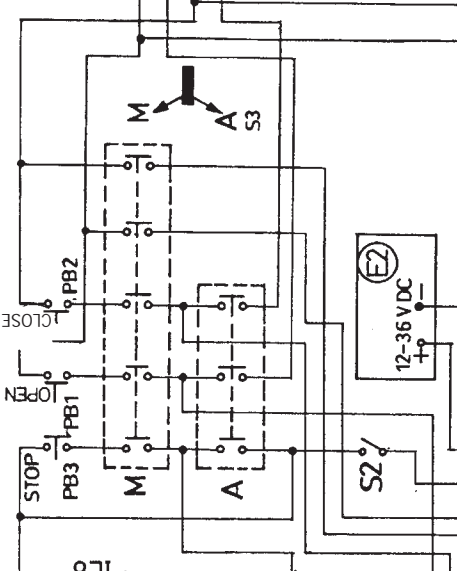 M
A
S3
CLOSE
PB2
E2
12-36 V DC
+ −
OPEN
PB1
STOP
PB3
M
A
S2